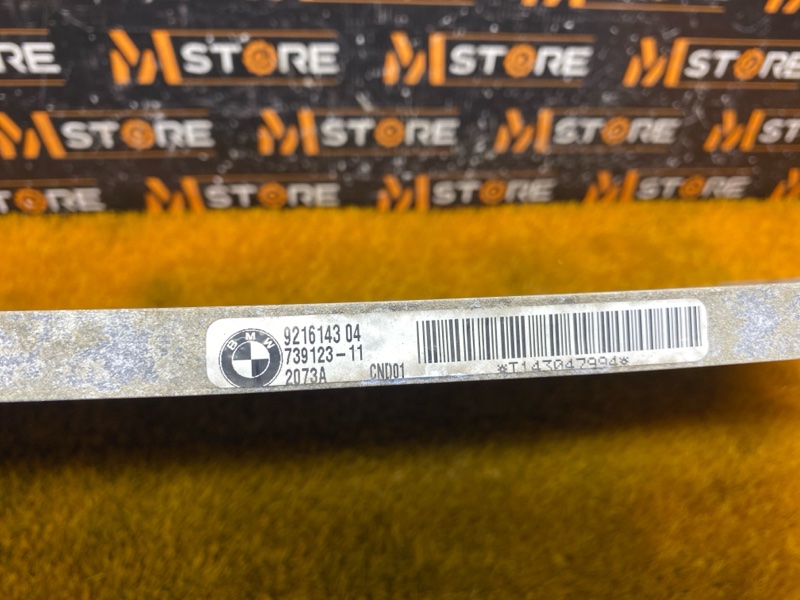 STORE
M STORE
M STORE
M STORE
M STORE
M STORE
M STORE
M STORE
STORE
M STORE
M STORE
M STORE
BMW
9216143 04
739123-11
2073A CND01
*T143047994*